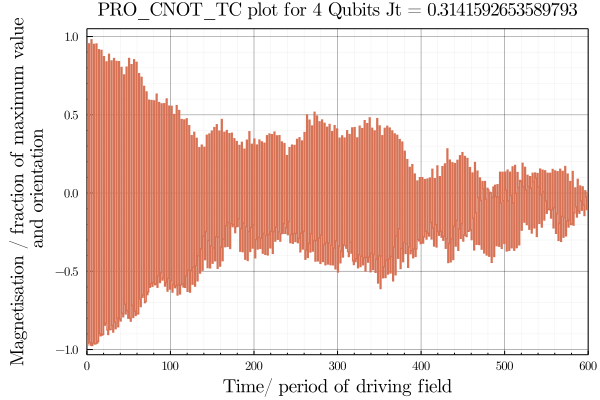 PRO_CNOT_TC plot for 4 Qubits Jt = 0.3141592653589793
Magnetisation / fraction of maximum value
and orientation
1.0
0.5
0.0
−0.5
−1.0
0 100 200 300 400 500 600
Time/ period of driving field